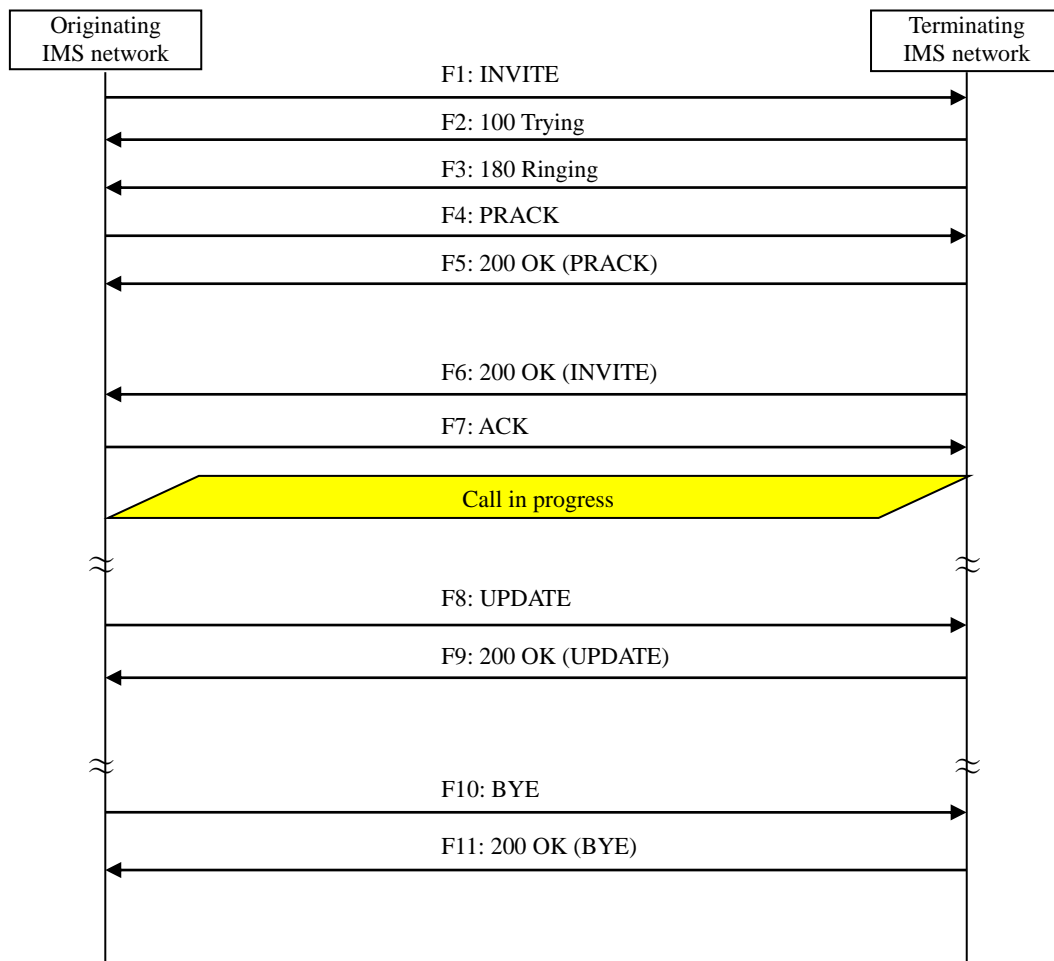 Originating
IMS network
Terminating
IMS network
F1: INVITE
F2: 100 Trying
F3: 180 Ringing
F4: PRACK
F5: 200 OK (PRACK)
F6: 200 OK (INVITE)
F7: ACK
Call in progress
F8: UPDATE
F9: 200 OK (UPDATE)
F10: BYE
F11: 200 OK (BYE)